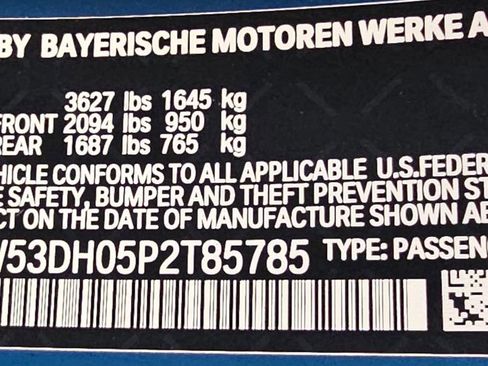 BY BAYERISCHE MOTOREN WERKE A
3627 lbs 1645 kg
FRONT 2094 lbs 950 kg
REAR 1687 lbs 765 kg
HICLE CONFORMS TO ALL APPLICABLE U.S.FEDER
E SAFETY, BUMPER AND THEFT PREVENTION ST
CT ON THE DATE OF MANUFACTURE SHOWN AB
53DH05P2T85785 TYPE: PASSENG